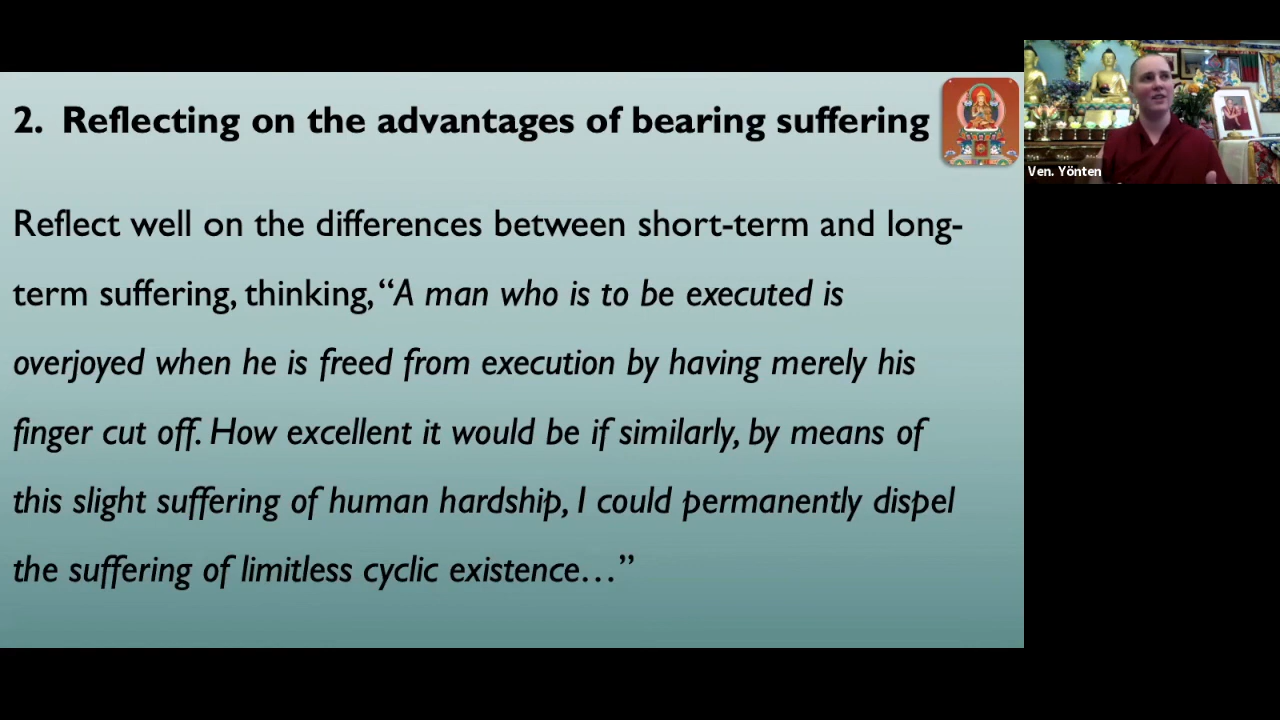 2. Reflecting on the advantages of bearing suffering
Reflect well on the differences between short-term and long-
term suffering, thinking, “A man who is to be executed is
overjoyed when he is freed from execution by having merely his
finger cut off. How excellent it would be if similarly, by means of
this slight suffering of human hardship, I could permanently dispel
the suffering of limitless cyclic existence…”
Ven. Yönten